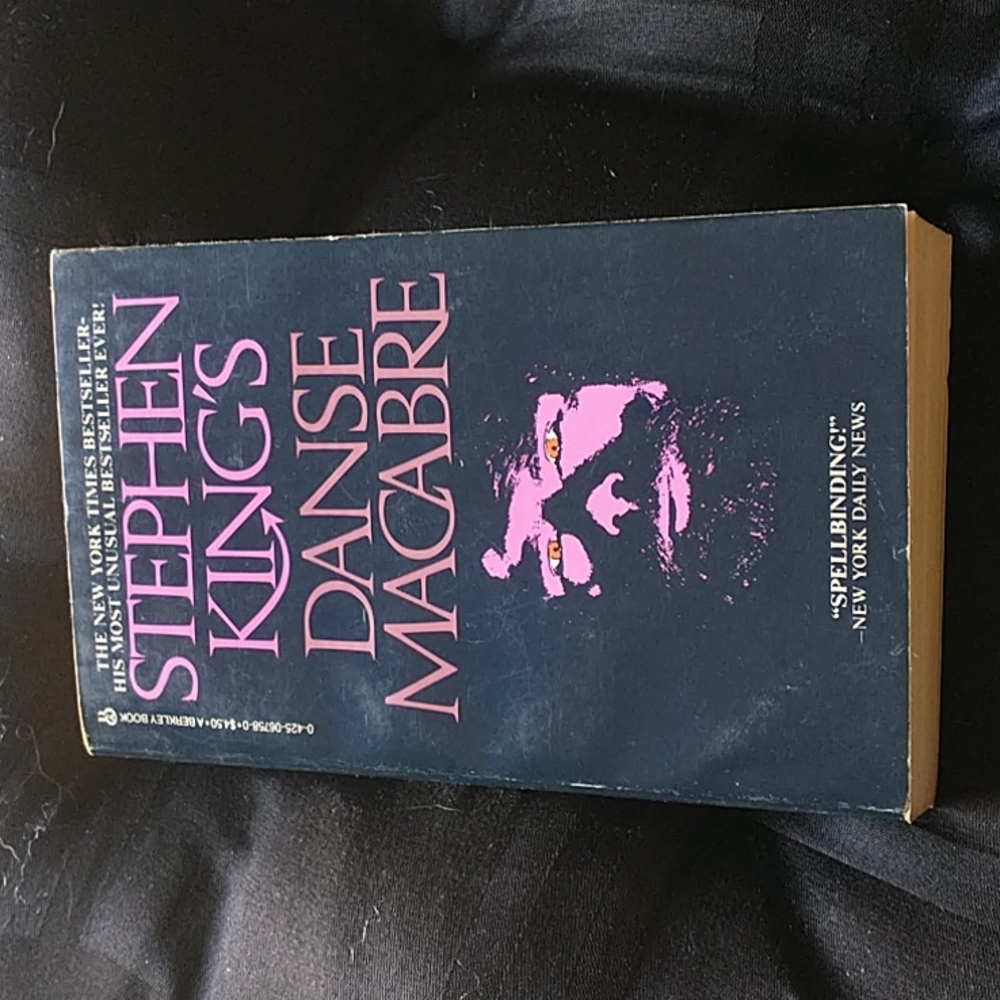 THE NEW YORK TIMES BESTSELLER-
HIS MOST UNUSUAL BESTSELLER EVER!
STEPHEN
KING'S
DANSE
MACABRE
0-425-06758-0•$4.50•A BERKLEY BOOK
"SPELLBINDING!"
–NEW YORK DAILY NEWS